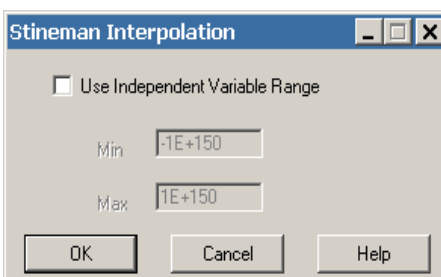 Stineman Interpolation
Use Independent Variable Range
Min -1E+150
Max 1E+150
OK Cancel Help